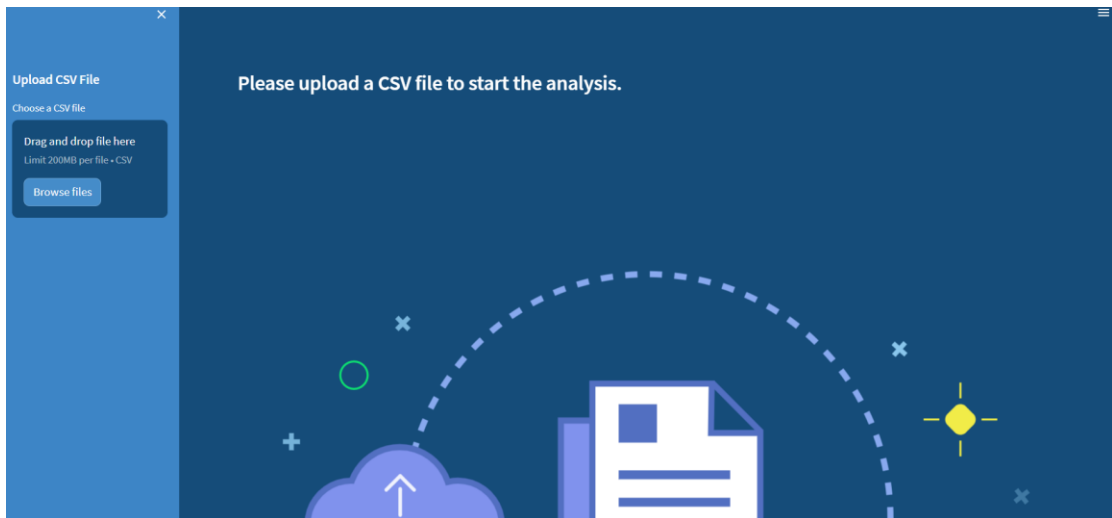 Upload CSV File
Choose a CSV file
Drag and drop file here
Limit 200MB per file • CSV
Browse files
Please upload a CSV file to start the analysis.